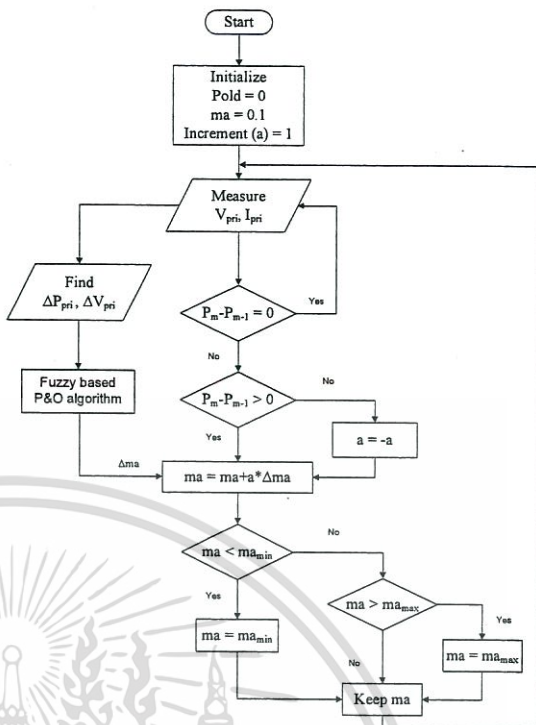 Start
Initialize
Pold = 0
ma = 0.1
Increment (a) = 1
Measure
Vpri, Ipri
Find
ΔPpri , ΔVpri
Pm-Pm-1 = 0
Yes
No
Fuzzy based
P&O algorithm
Pm-Pm-1 > 0
No
Yes
a = -a
Δma
ma = ma+a*Δma
ma < mamin
No
Yes
ma = mamin
ma > mamax
Yes
No
ma = mamax
Keep ma